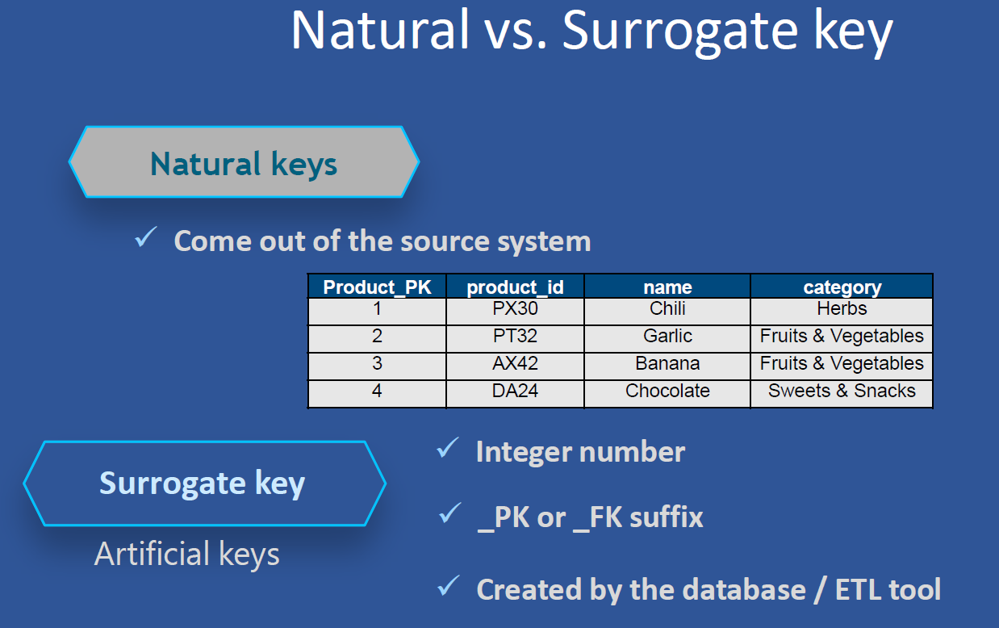 Natural vs. Surrogate key
Natural keys
Come out of the source system
Product_PK product_id name category
1 PX30 Chili Herbs
2 PT32 Garlic Fruits & Vegetables
3 AX42 Banana Fruits & Vegetables
4 DA24 Chocolate Sweets & Snacks
Surrogate key
Artificial keys
Integer number
_PK or _FK suffix
Created by the database / ETL tool